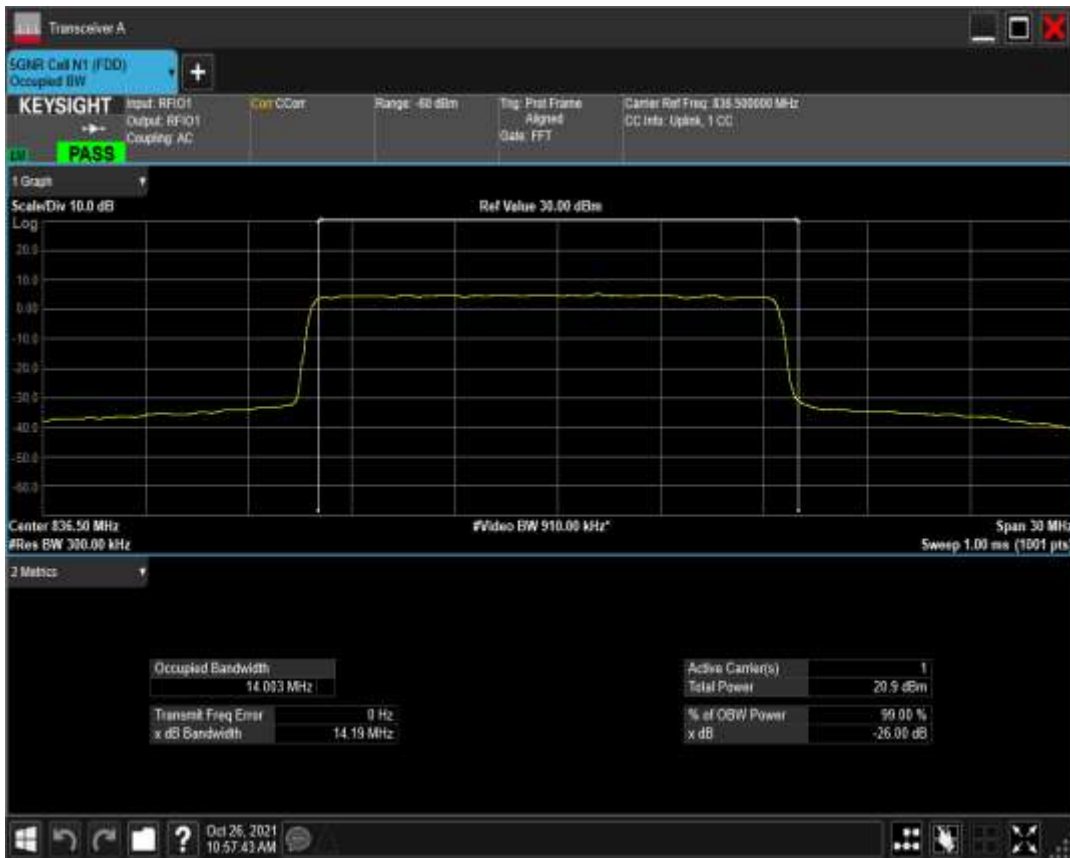 Transceiver A
5GNR Cell N1 (FDD)
Occupied BW
KEYSIGHT
Input: RFIO1
Output: RFIO1
Coupling: AC
Corr CCorr
Range: -60 dBm
Trig: Prot Frame
Aligned
Gate: FFT
Carrier Ref Freq: 836.500000 MHz
CC Info: Uplink, 1 CC
PASS
1 Graph
Scale/Div 10.0 dB
Ref Value 30.00 dBm
Log
20.0
10.0
0.00
-10.0
-20.0
-30.0
-40.0
-50.0
-60.0
Center 836.50 MHz
#Video BW 910.00 kHz*
Span 30 MHz
#Res BW 300.00 kHz
Sweep 1.00 ms (1001 pts)
2 Metrics
Occupied Bandwidth
14.003 MHz
Transmit Freq Error 0 Hz
x dB Bandwidth 14.19 MHz
Active Carrier(s) 1
Total Power 20.9 dBm
% of OBW Power 99.00 %
x dB -26.00 dB
Oct 26, 2021
10:57:43 AM